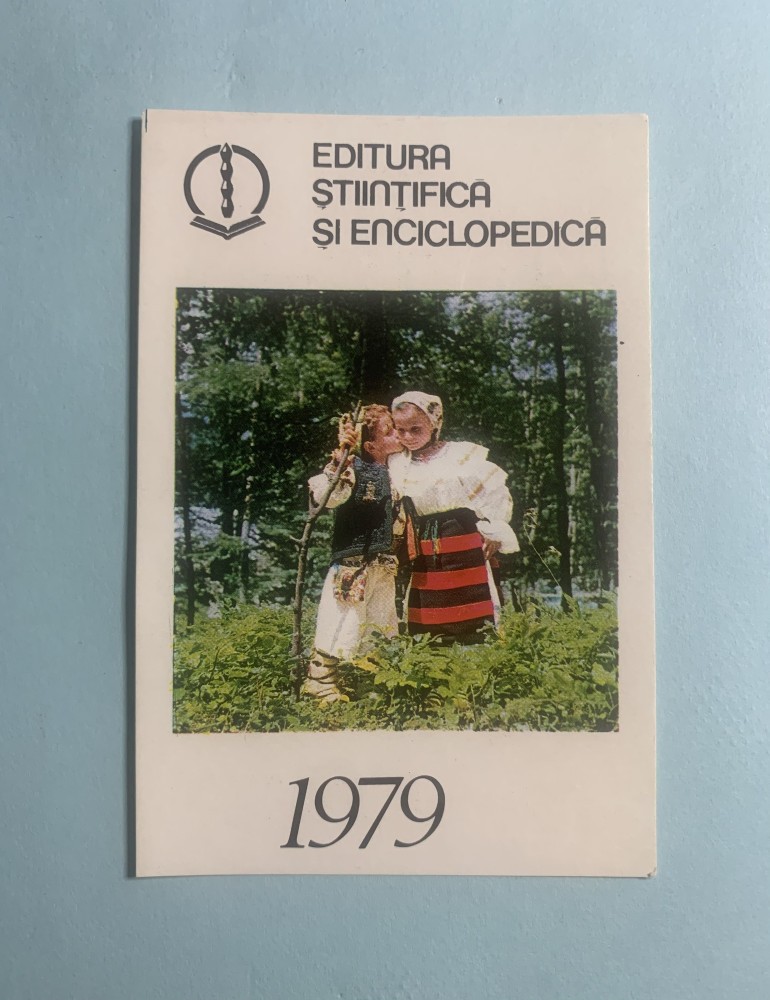 EDITURA
ȘTIINȚIFICĂ
ȘI ENCICLOPEDICĂ
1979